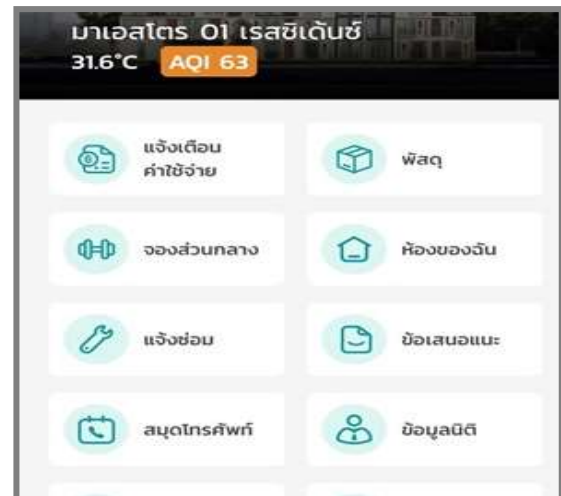 มาเอสโตร 01 เรสซิเด้นซ์
31.6°C AQI 63
แจ้งเตือน
ค่าใช้จ่าย
พัสดุ
จองส่วนกลาง
ห้องของฉัน
แจ้งซ่อม
ข้อเสนอแนะ
สมุดโทรศัพท์
ข้อมูลนิติ